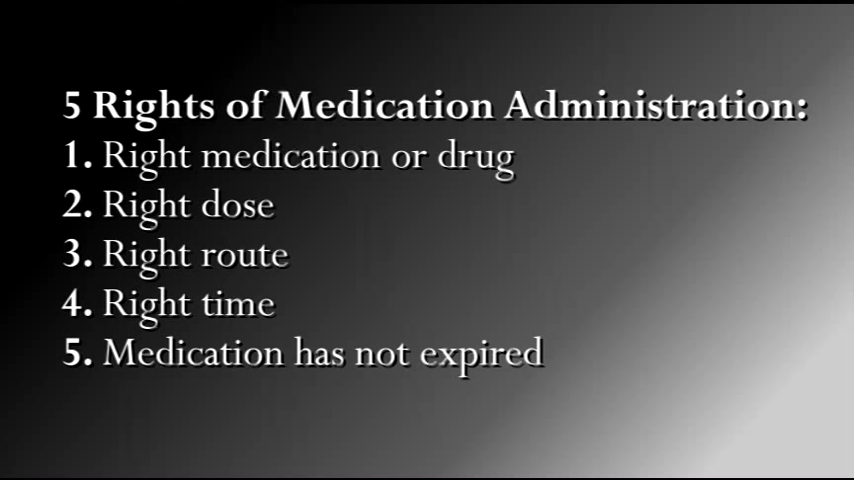 5 Rights of Medication Administration:
1. Right medication or drug
2. Right dose
3. Right route
4. Right time
5. Medication has not expired